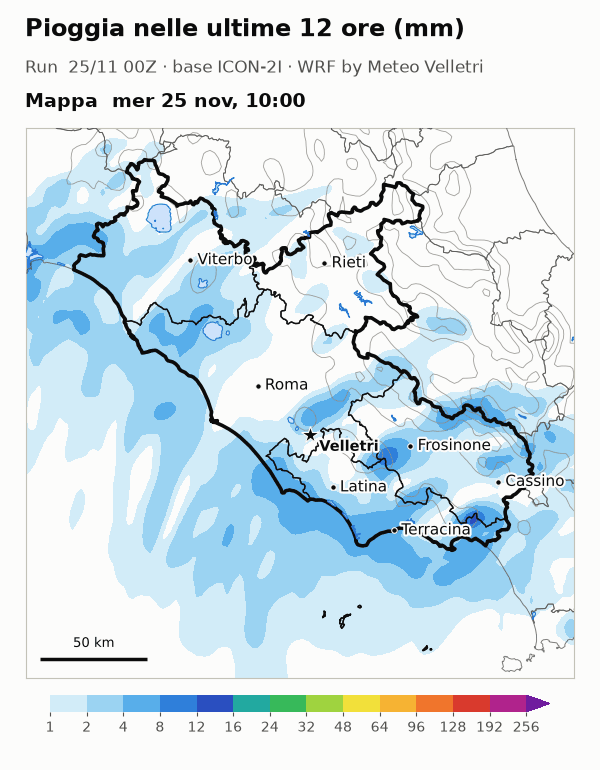 Pioggia nelle ultime 12 ore (mm)
Run  25/11 00Z · base ICON-2I · WRF by Meteo Velletri
Mappa  mer 25 nov, 10:00
Viterbo
Rieti
Roma
Velletri
Frosinone
Latina
Cassino
Terracina
50 km
1 2 4 8 12 16 24 32 48 64 96 128 192 256